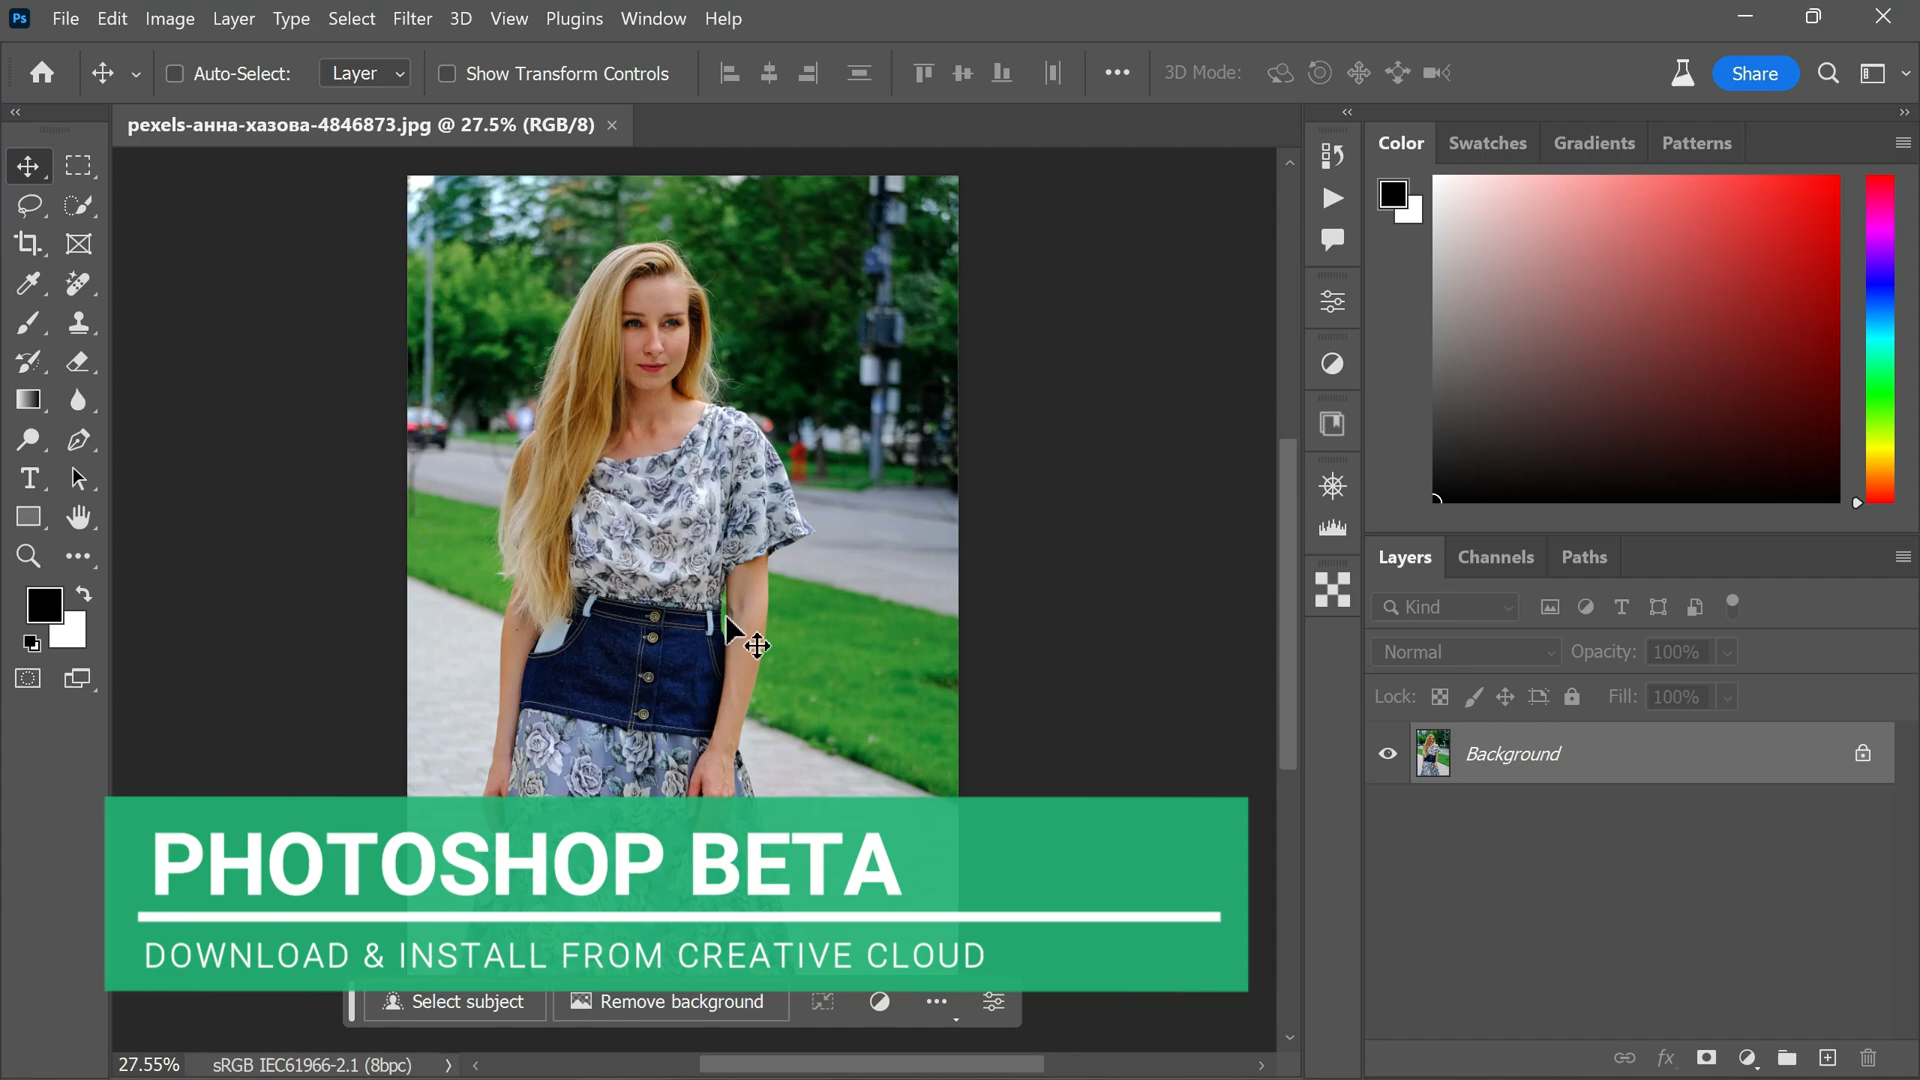 Ps File Edit Image Layer Type Select Filter 3D View Plugins Window Help
Auto-Select: Layer Show Transform Controls 3D Mode: Share
pexels-анна-хазова-4846873.jpg @ 27.5% (RGB/8)
Color Swatches Gradients Patterns
Layers Channels Paths
Kind
Normal Opacity: 100%
Lock: Fill: 100%
Background
PHOTOSHOP BETA
DOWNLOAD & INSTALL FROM CREATIVE CLOUD
Select subject Remove background
27.55% sRGB IEC61966-2.1 (8bpc)